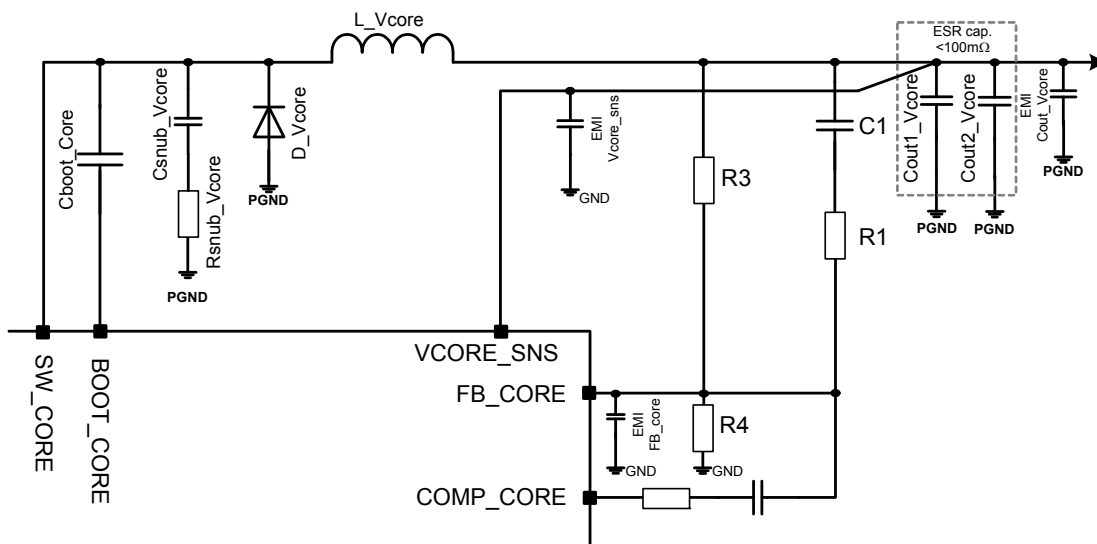 L_Vcore
ESR cap.
<100mΩ
Cboot_Core
Csnub_Vcore
Rsnub_Vcore
PGND
D_Vcore
PGND
EMI
Vcore_sns
GND
R3
C1
R1
Cout1_Vcore
PGND
Cout2_Vcore
PGND
EMI
Cout_Vcore
PGND
SW_CORE
BOOT_CORE
VCORE_SNS
FB_CORE
EMI
FB_core
GND
R4
GND
COMP_CORE